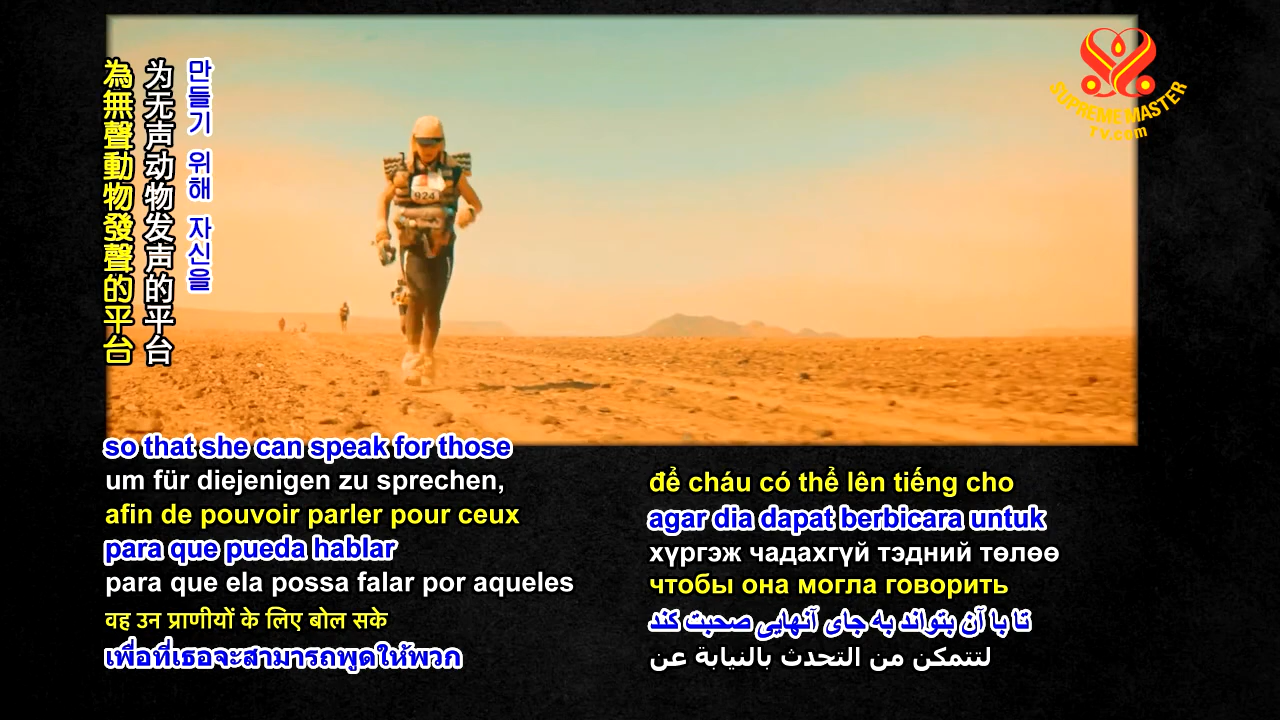 為無聲動物發聲的平台
为无声动物发声的平台
만들기 위해 자신을
SUPREME MASTER
TV.com
924
so that she can speak for those
um für diejenigen zu sprechen,
afin de pouvoir parler pour ceux
para que pueda hablar
para que ela possa falar por aqueles
वह उन प्राणीयों के लिए बोल सके
เพื่อที่เธอจะสามารถพูดให้พวก
để cháu có thể lên tiếng cho
agar dia dapat berbicara untuk
хүргэж чадахгүй тэдний төлөө
чтобы она могла говорить
تا با آن بتواند به جای آنهایی صحبت کند
لتتمكن من التحدث بالنيابة عن